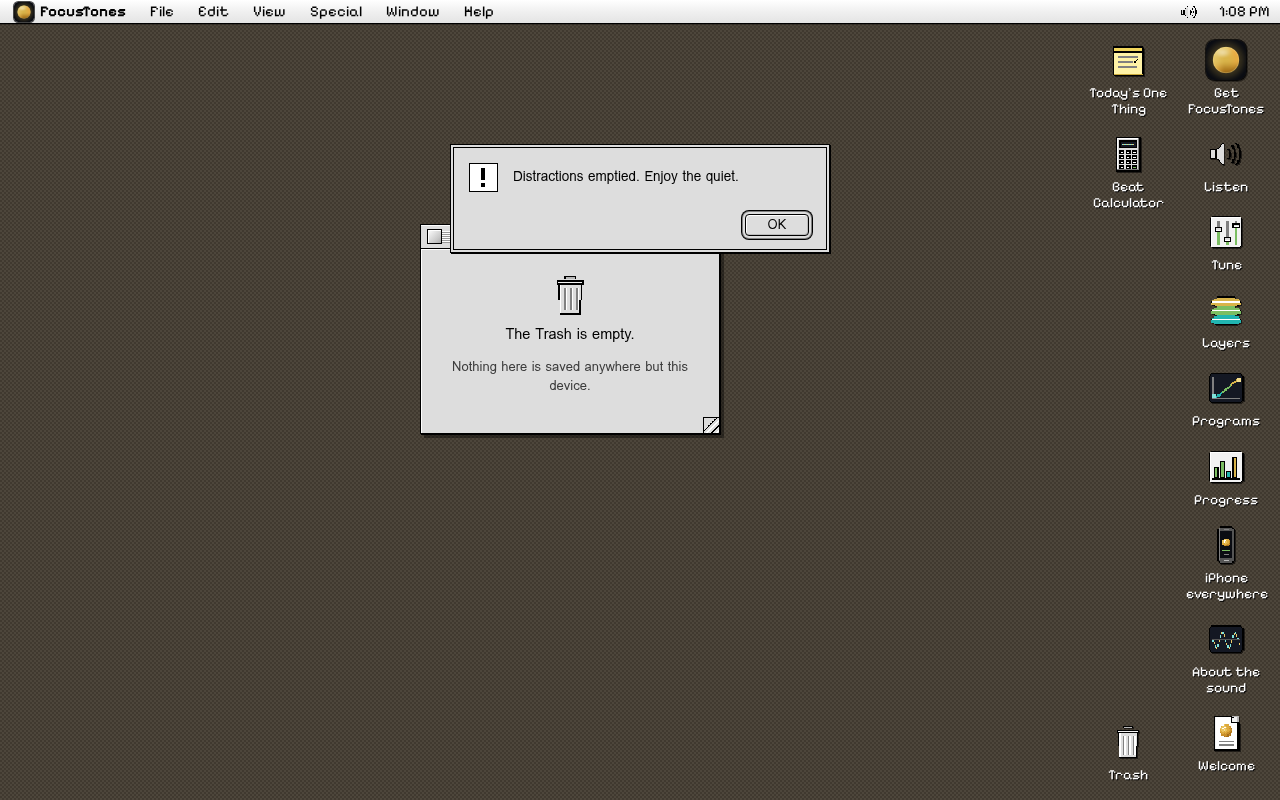 FocusTones File Edit View Special Window Help 1:08 PM
Today's One
Thing
Get
FocusTones
Beat
Calculator
Listen
Tune
Layers
Programs
Progress
iPhone
everywhere
About the
sound
Trash
Welcome
Distractions emptied. Enjoy the quiet.
OK
The Trash is empty.
Nothing here is saved anywhere but this
device.